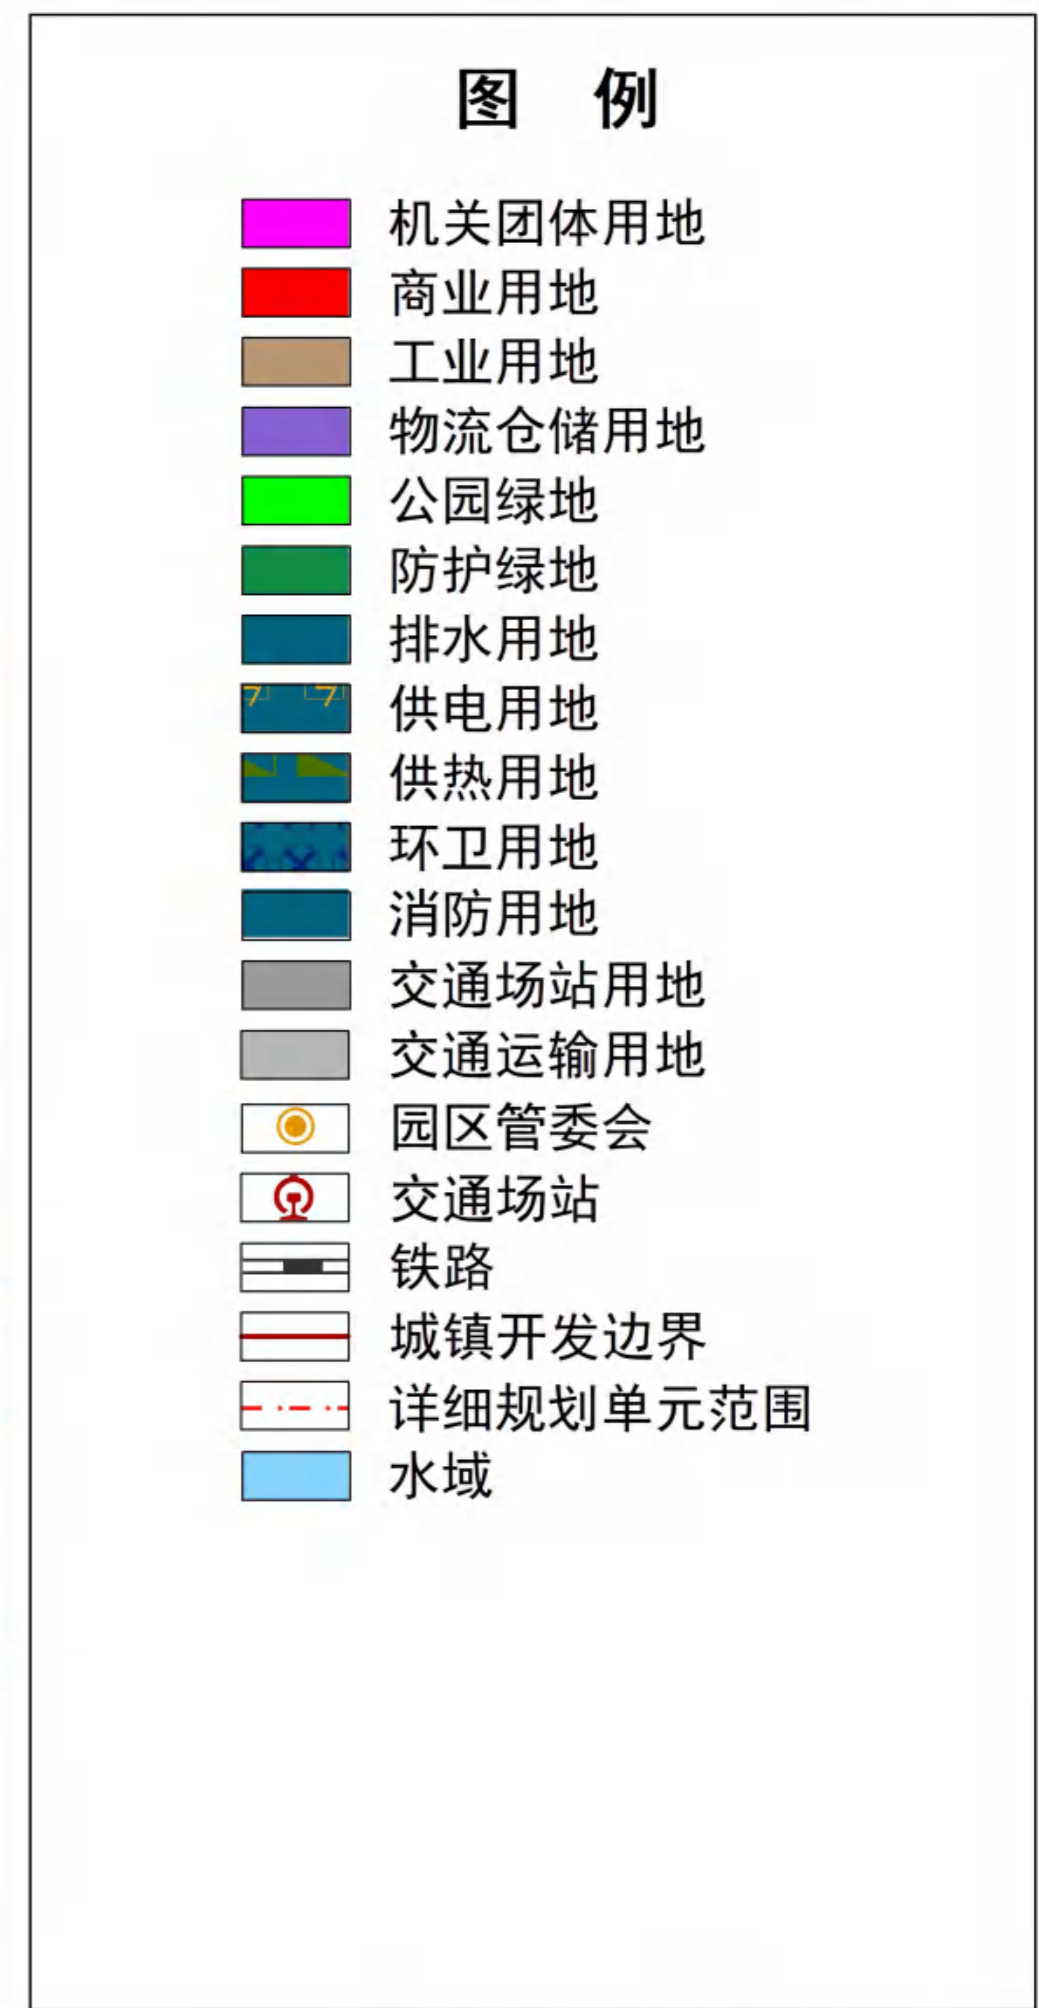 图 例
机关团体用地
商业用地
工业用地
物流仓储用地
公园绿地
防护绿地
排水用地
供电用地
供热用地
环卫用地
消防用地
交通场站用地
交通运输用地
园区管委会
交通场站
铁路
城镇开发边界
详细规划单元范围
水域